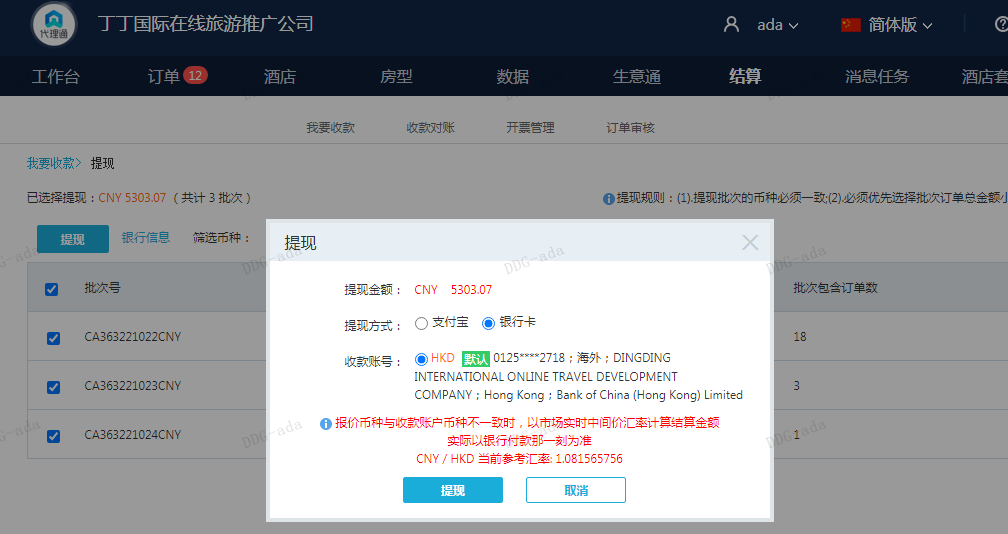 代理通
丁丁国际在线旅游推广公司
ada
简体版
工作台
订单 12
酒店
房型
数据
生意通
结算
消息任务
酒店套
我要收款
收款对账
开票管理
订单审核
我要收款> 提现
已选择提现：CNY 5303.07 （ 共计 3 批次 ）
提现规则：(1).提现批次的币种必须一致;(2).必须优先选择批次订单总金额小
提现
银行信息
筛选币种：
批次号
批次包含订单数
CA363221022CNY
18
CA363221023CNY
3
CA363221024CNY
1
提现
提现金额：
CNY 5303.07
提现方式：
支付宝
银行卡
收款账号：
HKD 默认 0125****2718；海外；DINGDING
INTERNATIONAL ONLINE TRAVEL DEVELOPMENT
COMPANY；Hong Kong；Bank of China (Hong Kong) Limited
报价币种与收款账户币种不一致时，以市场实时中间价汇率计算结算金额
实际以银行付款那一刻为准
CNY / HKD 当前参考汇率: 1.081565756
提现
取消
DDG-ada
DDG-ada
DDG-ada
DDG-ada
DDG-ada